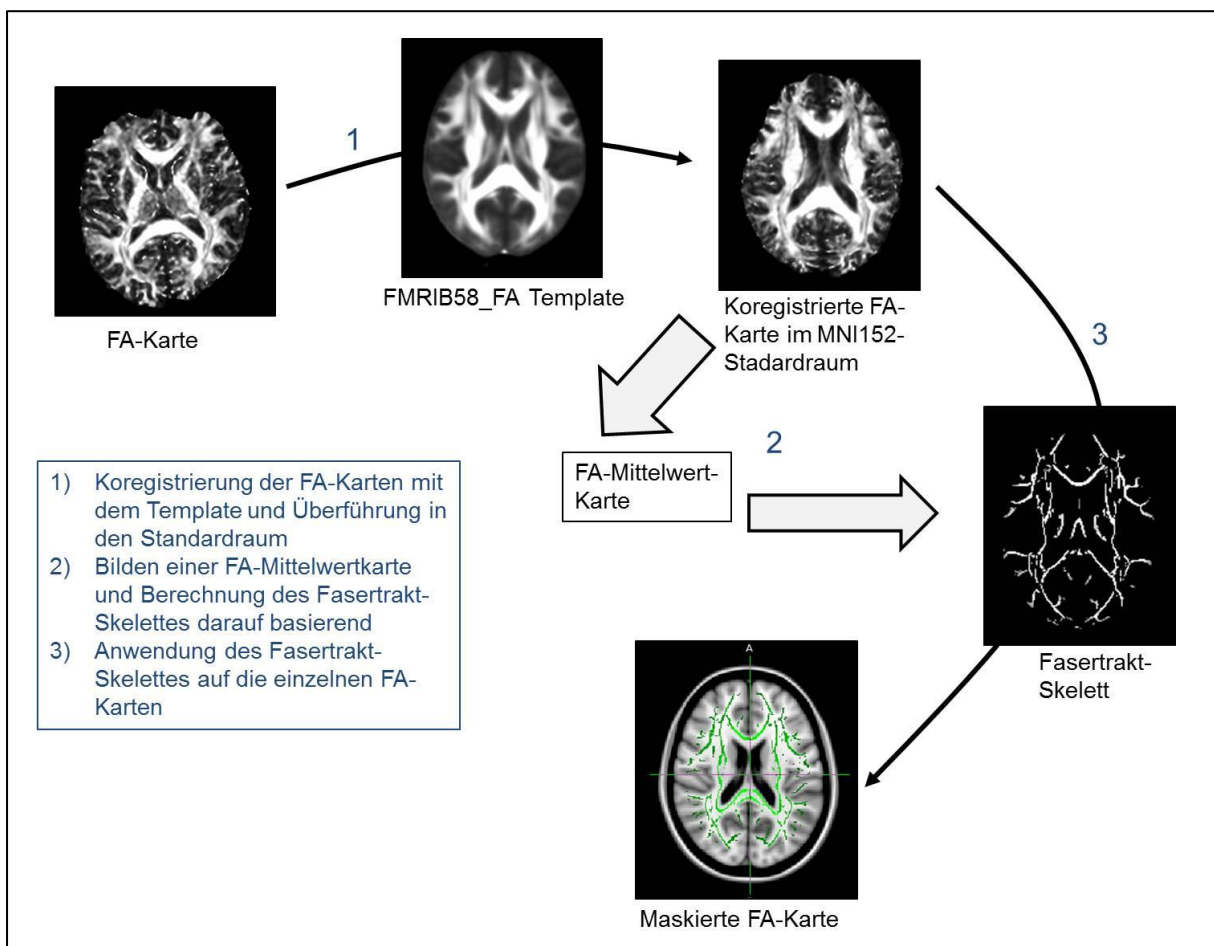 1
FA-Karte
FMRIB58_FA Template
Koregistrierte FA-
Karte im MNI152-
Stadardraum
3
2
FA-Mittelwert-
Karte
1) Koregistrierung der FA-Karten mit
dem Template und Überführung in
den Standardraum
2) Bilden einer FA-Mittelwertkarte
und Berechnung des Fasertrakt-
Skelettes darauf basierend
3) Anwendung des Fasertrakt-
Skelettes auf die einzelnen FA-
Karten
Fasertrakt-
Skelett
A
Maskierte FA-Karte